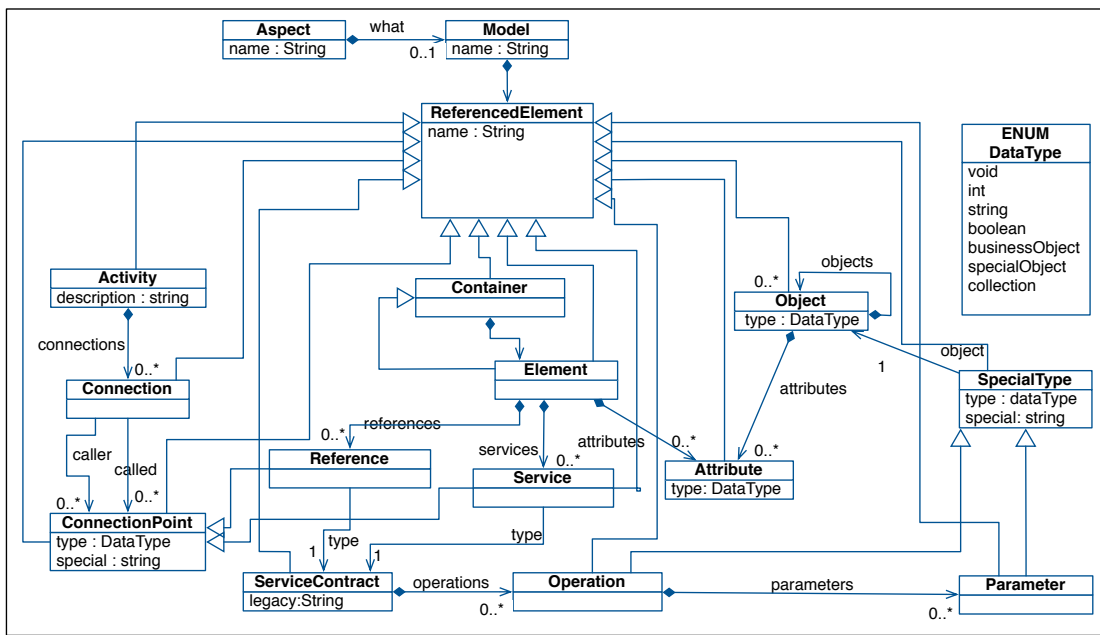 Aspect
name : String
what
0..1
Model
name : String
ReferencedElement
name : String
ENUM
DataType
void
int
string
boolean
businessObject
specialObject
collection
Activity
description : string
connections
0..*
Connection
caller
called
0..*
0..*
ConnectionPoint
type : DataType
special : string
Container
Element
references
0..*
Reference
services
0..*
Service
attributes
0..*
Attribute
type: DataType
0..*
Object
type : DataType
objects
attributes
0..*
object
1
SpecialType
type : dataType
special: string
type
1
type
1
ServiceContract
legacy:String
operations
0..*
Operation
parameters
0..*
Parameter